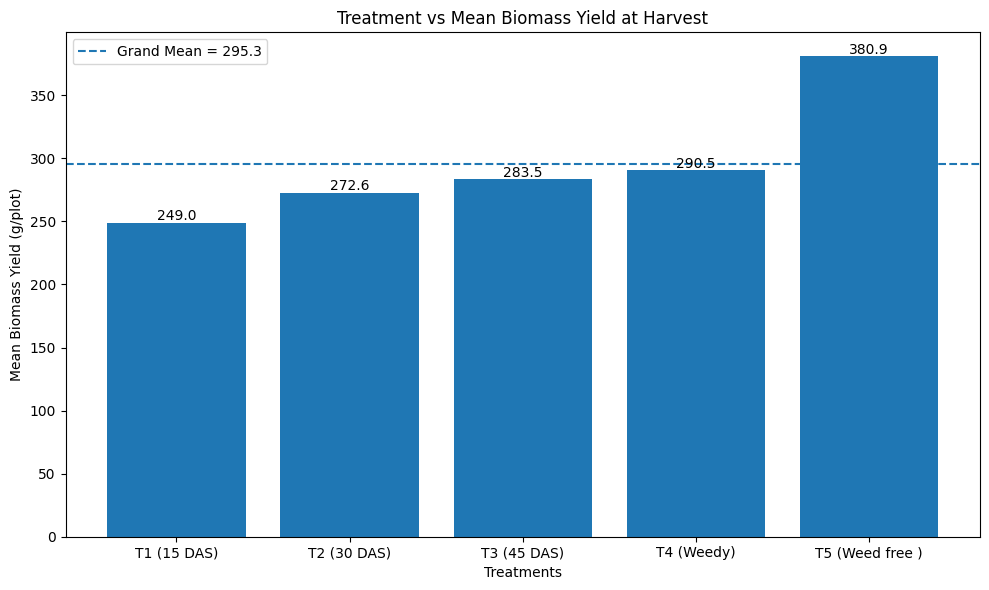 Treatment vs Mean Biomass Yield at Harvest
Grand Mean = 295.3
380.9
350
300
290.5
283.5
272.6
250
249.0
200
150
100
50
0
Mean Biomass Yield (g/plot)
T1 (15 DAS)
T2 (30 DAS)
T3 (45 DAS)
T4 (Weedy)
T5 (Weed free )
Treatments